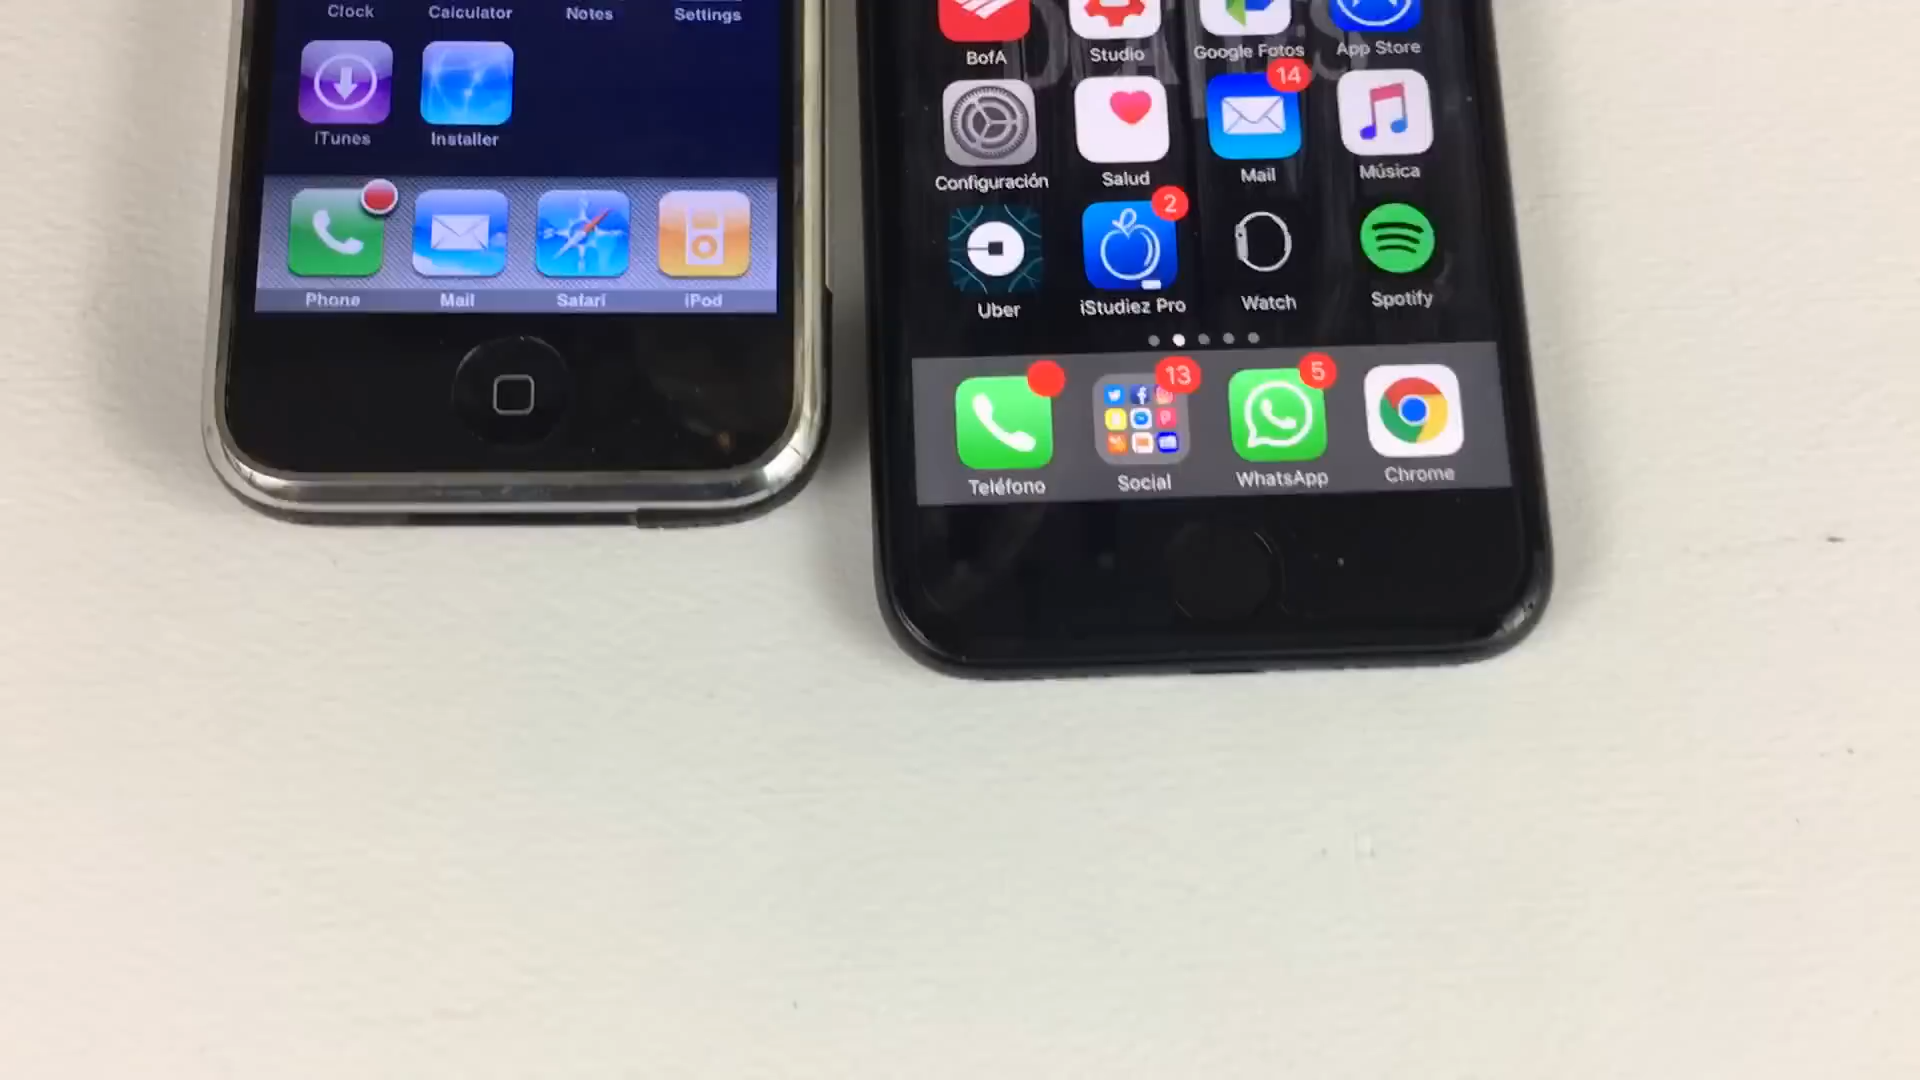 Clock Calculator Notes Settings
iTunes Installer
Phone Mail Safari iPod
BofA Studio Google Fotos App Store
14
Configuración Salud Mail Música
2
Uber iStudiez Pro Watch Spotify
13 5
Teléfono Social WhatsApp Chrome